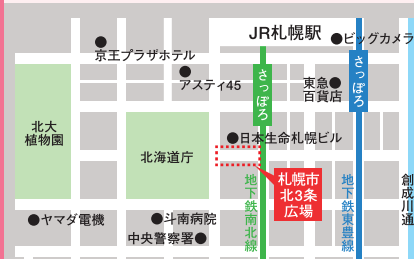 JR札幌駅
ビッグカメラ
京王プラザホテル
アスティ45
さっぽろ
さっぽろ
東急
百貨店
北大
植物園
北海道庁
日本生命札幌ビル
札幌市
北3条
広場
地下鉄南北線
地下鉄東豊線
創成川通
ヤマダ電機
斗南病院
中央警察署